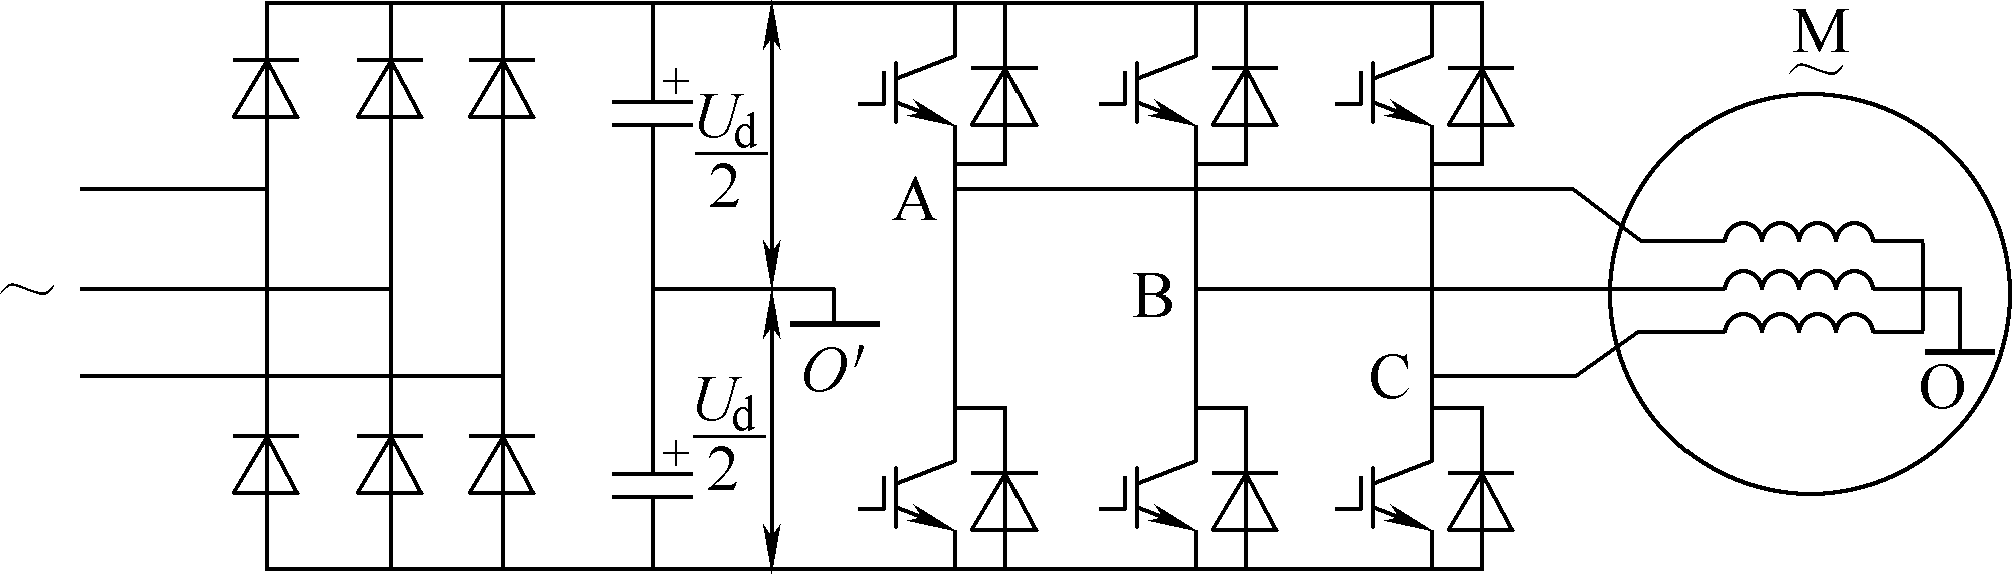 M
~
+
U_d/2
A
~
B
O′
C
+
U_d/2
O